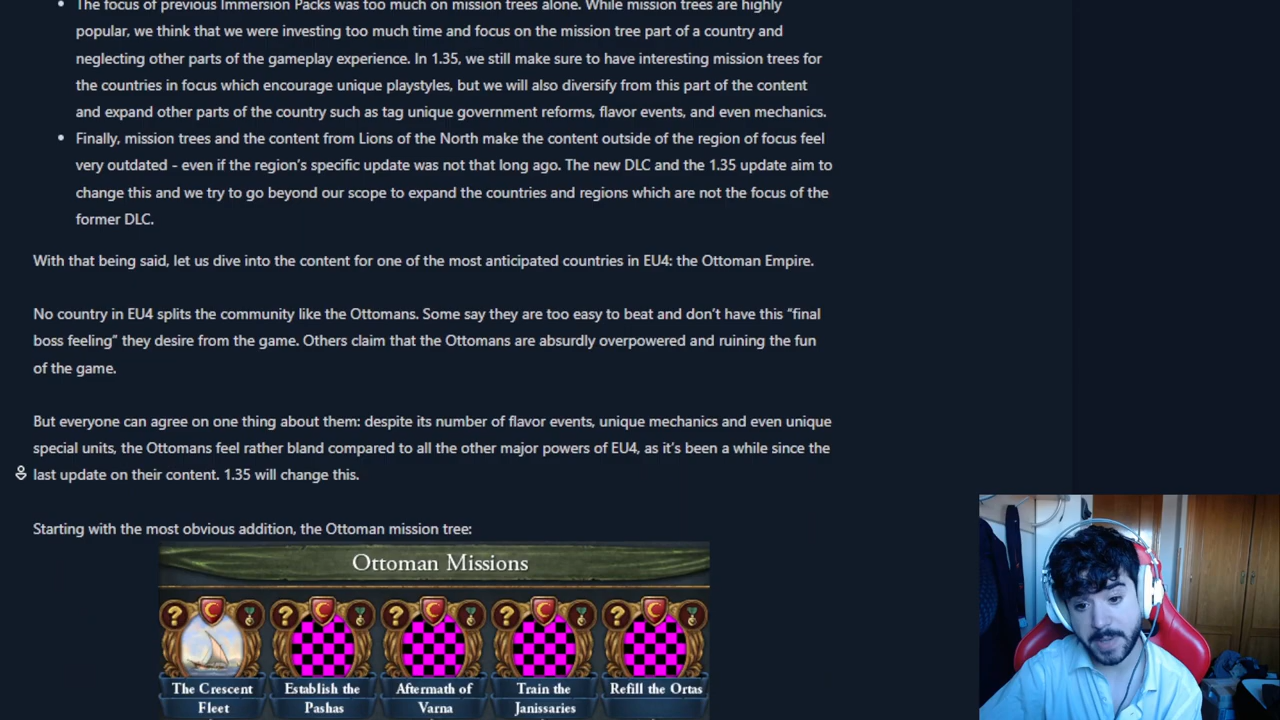 The focus of previous Immersion Packs was too much on mission trees alone. While mission trees are highly
popular, we think that we were investing too much time and focus on the mission tree part of a country and
neglecting other parts of the gameplay experience. In 1.35, we still make sure to have interesting mission trees for
the countries in focus which encourage unique playstyles, but we will also diversify from this part of the content
and expand other parts of the country such as tag unique government reforms, flavor events, and even mechanics.
Finally, mission trees and the content from Lions of the North make the content outside of the region of focus feel
very outdated - even if the region's specific update was not that long ago. The new DLC and the 1.35 update aim to
change this and we try to go beyond our scope to expand the countries and regions which are not the focus of the
former DLC.
With that being said, let us dive into the content for one of the most anticipated countries in EU4: the Ottoman Empire.
No country in EU4 splits the community like the Ottomans. Some say they are too easy to beat and don't have this "final
boss feeling" they desire from the game. Others claim that the Ottomans are absurdly overpowered and ruining the fun
of the game.
But everyone can agree on one thing about them: despite its number of flavor events, unique mechanics and even unique
special units, the Ottomans feel rather bland compared to all the other major powers of EU4, as it's been a while since the
last update on their content. 1.35 will change this.
Starting with the most obvious addition, the Ottoman mission tree:
Ottoman Missions
? ? ? ? ?
The Crescent Fleet
Establish the Pashas
Aftermath of Varna
Train the Janissaries
Refill the Ortas